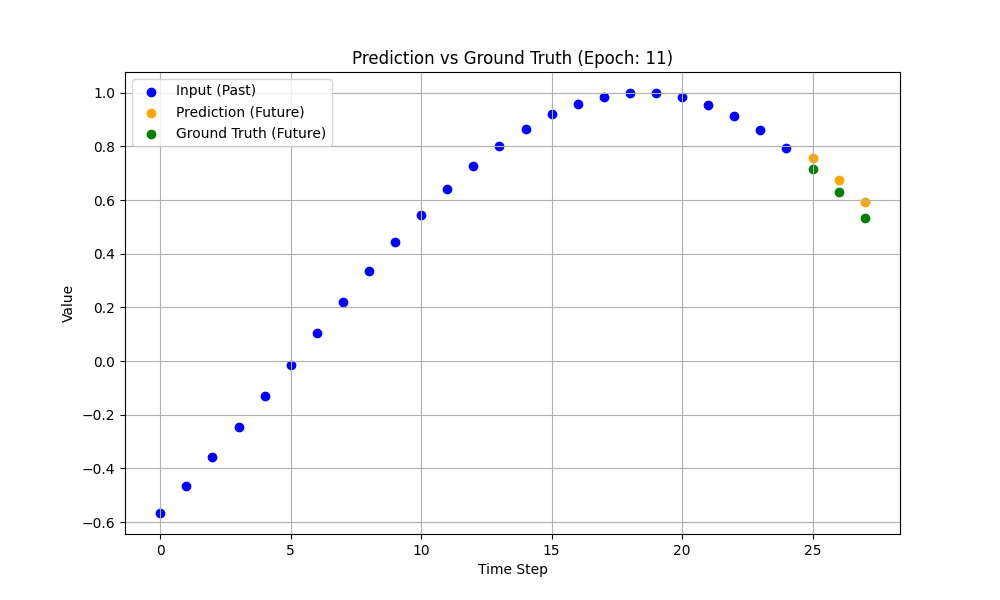 Prediction vs Ground Truth (Epoch: 11)
Input (Past)
Prediction (Future)
Ground Truth (Future)
Value
1.0
0.8
0.6
0.4
0.2
0.0
−0.2
−0.4
−0.6
0 5 10 15 20 25
Time Step